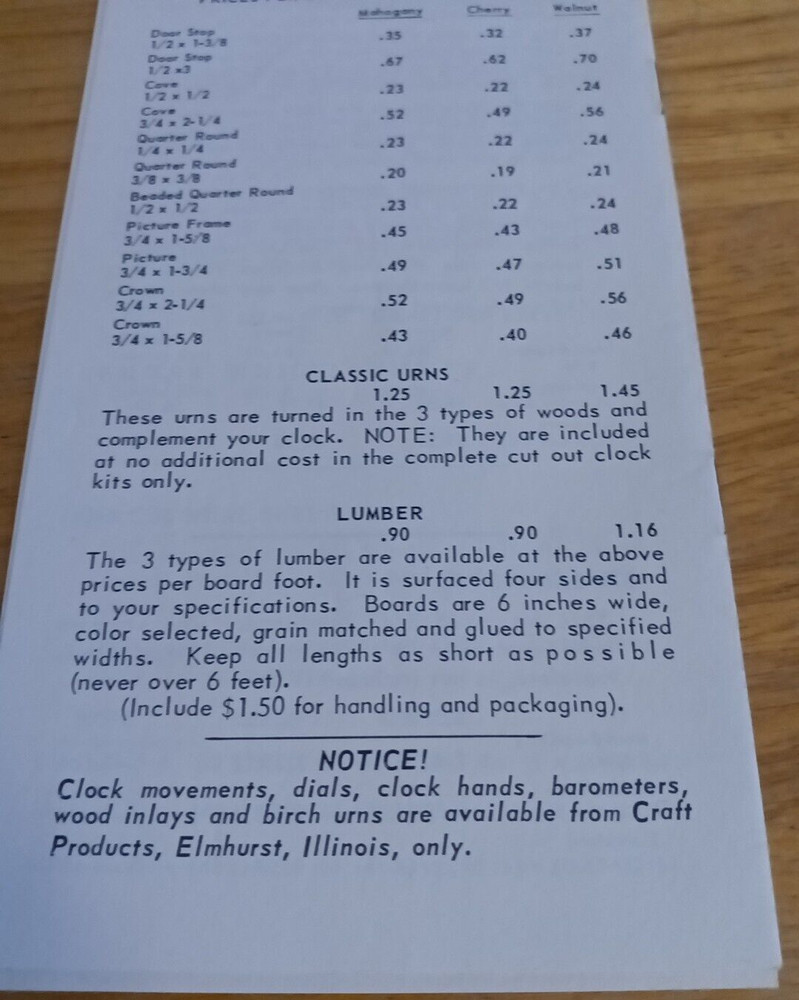 Mahogany Cherry Walnut
Door Stop .35 .32 .37
1/2 x 1-3/8
Door Stop .67 .62 .70
1/2 x3
Cove .23 .22 .24
1/2 x 1/2
Cove .52 .49 .56
3/4 x 2-1/4
Quarter Round .23 .22 .24
1/4 x 1/4
Quarter Round .20 .19 .21
3/8 x 3/8
Beaded Quarter Round
1/2 x 1/2 .23 .22 .24
Picture Frame .45 .43 .48
3/4 x 1-5/8
Picture .49 .47 .51
3/4 x 1-3/4
Crown .52 .49 .56
3/4 x 2-1/4
Crown .43 .40 .46
3/4 x 1-5/8
CLASSIC URNS
1.25 1.25 1.45
These urns are turned in the 3 types of woods and
complement your clock. NOTE: They are included
at no additional cost in the complete cut out clock
kits only.
LUMBER
.90 .90 1.16
The 3 types of lumber are available at the above
prices per board foot. It is surfaced four sides and
to your specifications. Boards are 6 inches wide,
color selected, grain matched and glued to specified
widths. Keep all lengths as short as possible
(never over 6 feet).
(Include $1.50 for handling and packaging).
NOTICE!
Clock movements, dials, clock hands, barometers,
wood inlays and birch urns are available from Craft
Products, Elmhurst, Illinois, only.